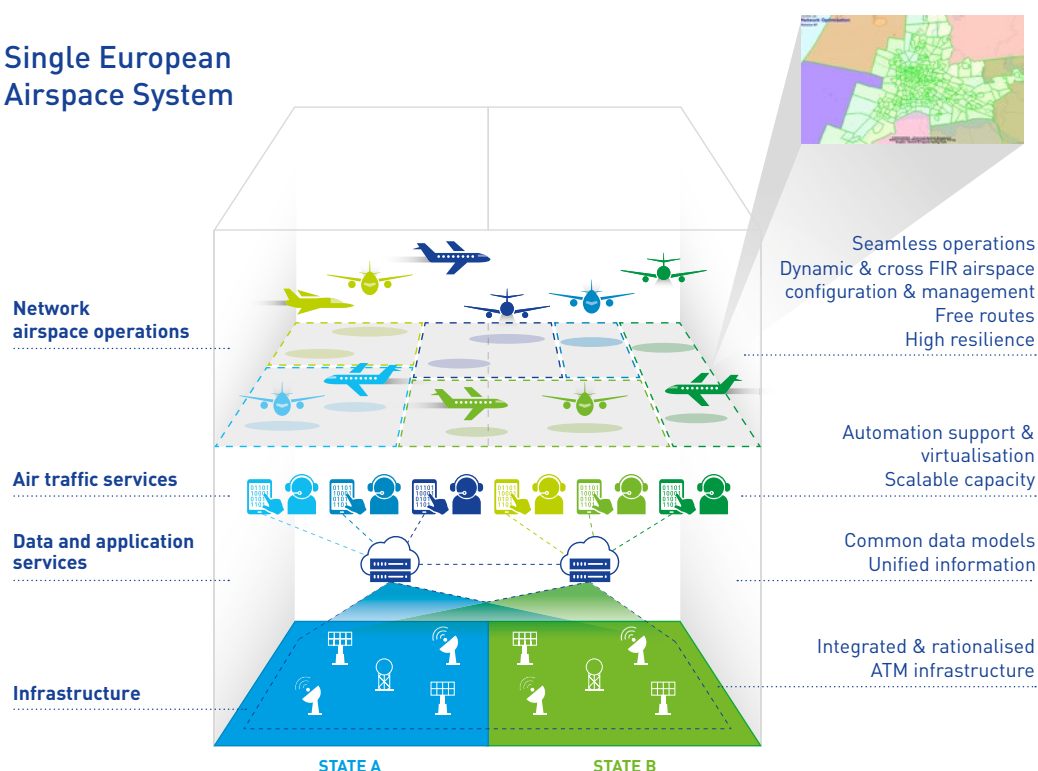 Single European
Airspace System
Network Optimisation
Network
airspace operations
Seamless operations
Dynamic & cross FIR airspace
configuration & management
Free routes
High resilience
Air traffic services
Automation support &
virtualisation
Scalable capacity
Data and application
services
Common data models
Unified information
Infrastructure
Integrated & rationalised
ATM infrastructure
STATE A
STATE B